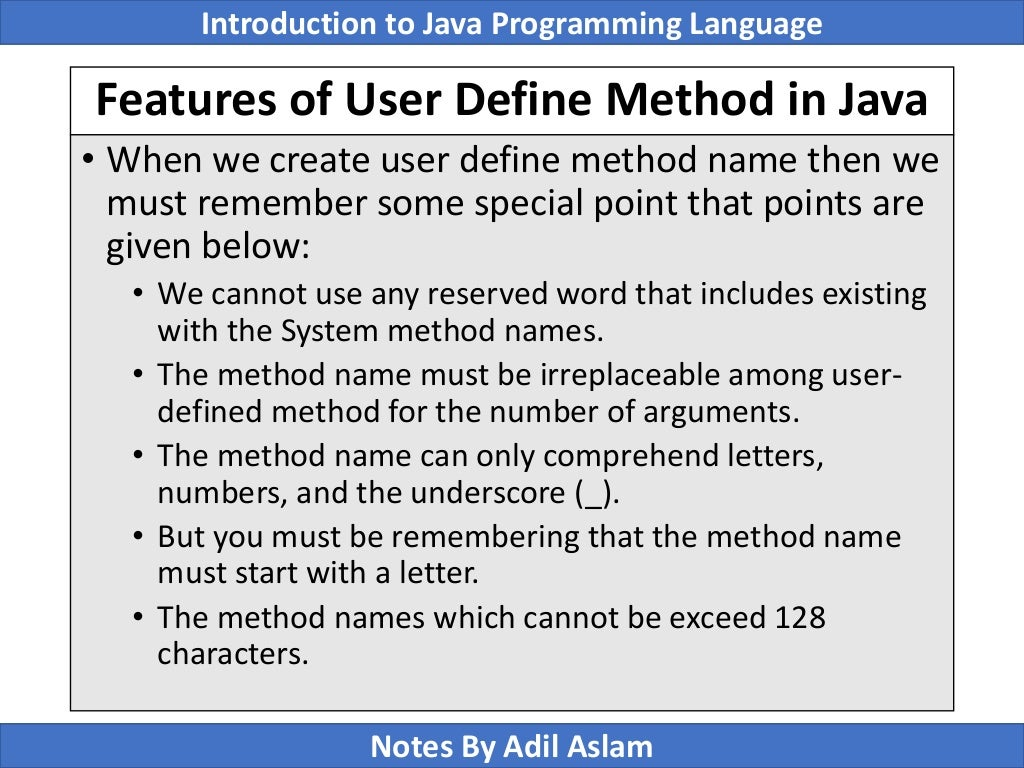 Introduction to Java Programming Language
Features of User Define Method in Java
• When we create user define method name then we
must remember some special point that points are
given below:
• We cannot use any reserved word that includes existing
with the System method names.
• The method name must be irreplaceable among user-
defined method for the number of arguments.
• The method name can only comprehend letters,
numbers, and the underscore (_).
• But you must be remembering that the method name
must start with a letter.
• The method names which cannot be exceed 128
characters.
Notes By Adil Aslam